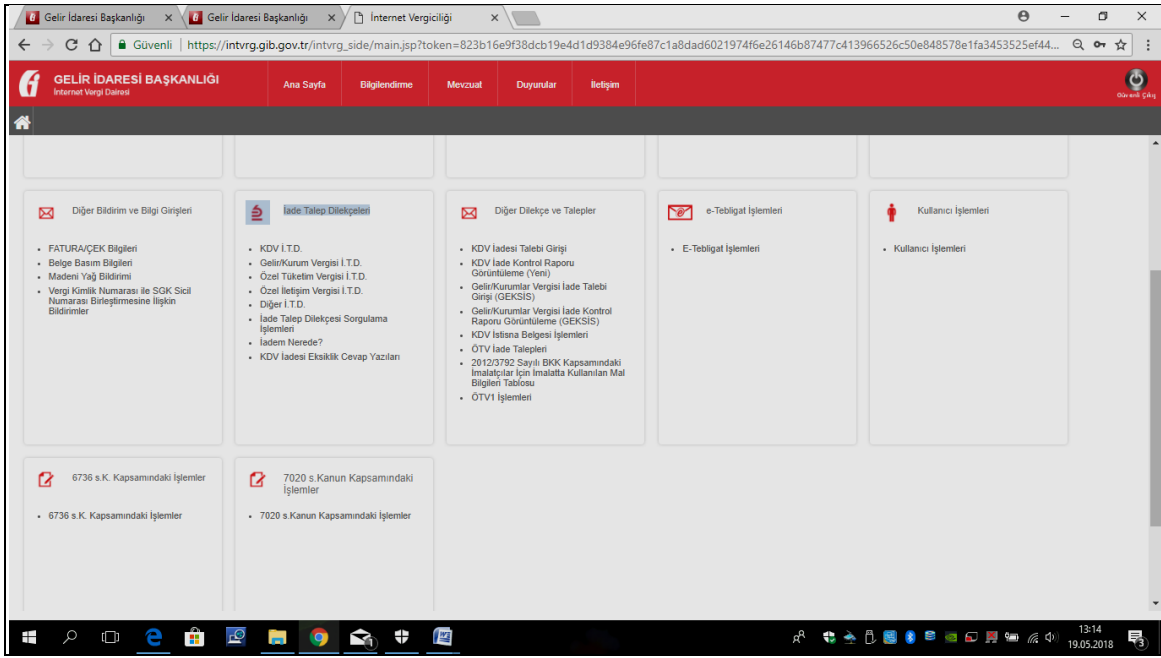 Gelir İdaresi Başkanlığı
Gelir İdaresi Başkanlığı
İnternet Vergiciliği
Güvenli | https://intvrg.gib.gov.tr/intvrg_side/main.jsp?token=823b16e9f38dcb19e4d1d9384e96fe87c1a8dad6021974f6e26146b87477c413966526c50e848578e1fa3453525ef44...
GELİR İDARESİ BAŞKANLIĞI
İnternet Vergi Dairesi
Ana Sayfa
Bilgilendirme
Mevzuat
Duyurular
İletişim
Güvenli Çıkış
Diğer Bildirim ve Bilgi Girişleri
• FATURA/ÇEK Bilgileri
• Belge Basım Bilgileri
• Madeni Yağ Bildirimi
• Vergi Kimlik Numarası ile SGK Sicil
Numarası Birleştirmesine İlişkin
Bildirimler
İade Talep Dilekçeleri
• KDV İ.T.D.
• Gelir/Kurum Vergisi İ.T.D.
• Özel Tüketim Vergisi İ.T.D.
• Özel İletişim Vergisi İ.T.D.
• Diğer İ.T.D.
• İade Talep Dilekçesi Sorgulama
İşlemleri
• İadem Nerede?
• KDV İadesi Eksiklik Cevap Yazıları
Diğer Dilekçe ve Talepler
• KDV İadesi Talebi Girişi
• KDV İade Kontrol Raporu
Görüntüleme (Yeni)
• Gelir/Kurumlar Vergisi İade Talebi
Girişi (GEKSİS)
• Gelir/Kurumlar Vergisi İade Kontrol
Raporu Görüntüleme (GEKSİS)
• KDV İstisna Belgesi İşlemleri
• ÖTV İade Talepleri
• 2012/3792 Sayılı BKK Kapsamındaki
İmalatçılar İçin İmalatta Kullanılan Mal
Bilgileri Tablosu
• ÖTV1 İşlemleri
e-Tebligat İşlemleri
• E-Tebligat İşlemleri
Kullanıcı İşlemleri
• Kullanıcı İşlemleri
6736 s.K. Kapsamındaki İşlemler
• 6736 s.K. Kapsamındaki İşlemler
7020 s.Kanun Kapsamındaki
İşlemler
• 7020 s.Kanun Kapsamındaki İşlemler
13:14
19.05.2018